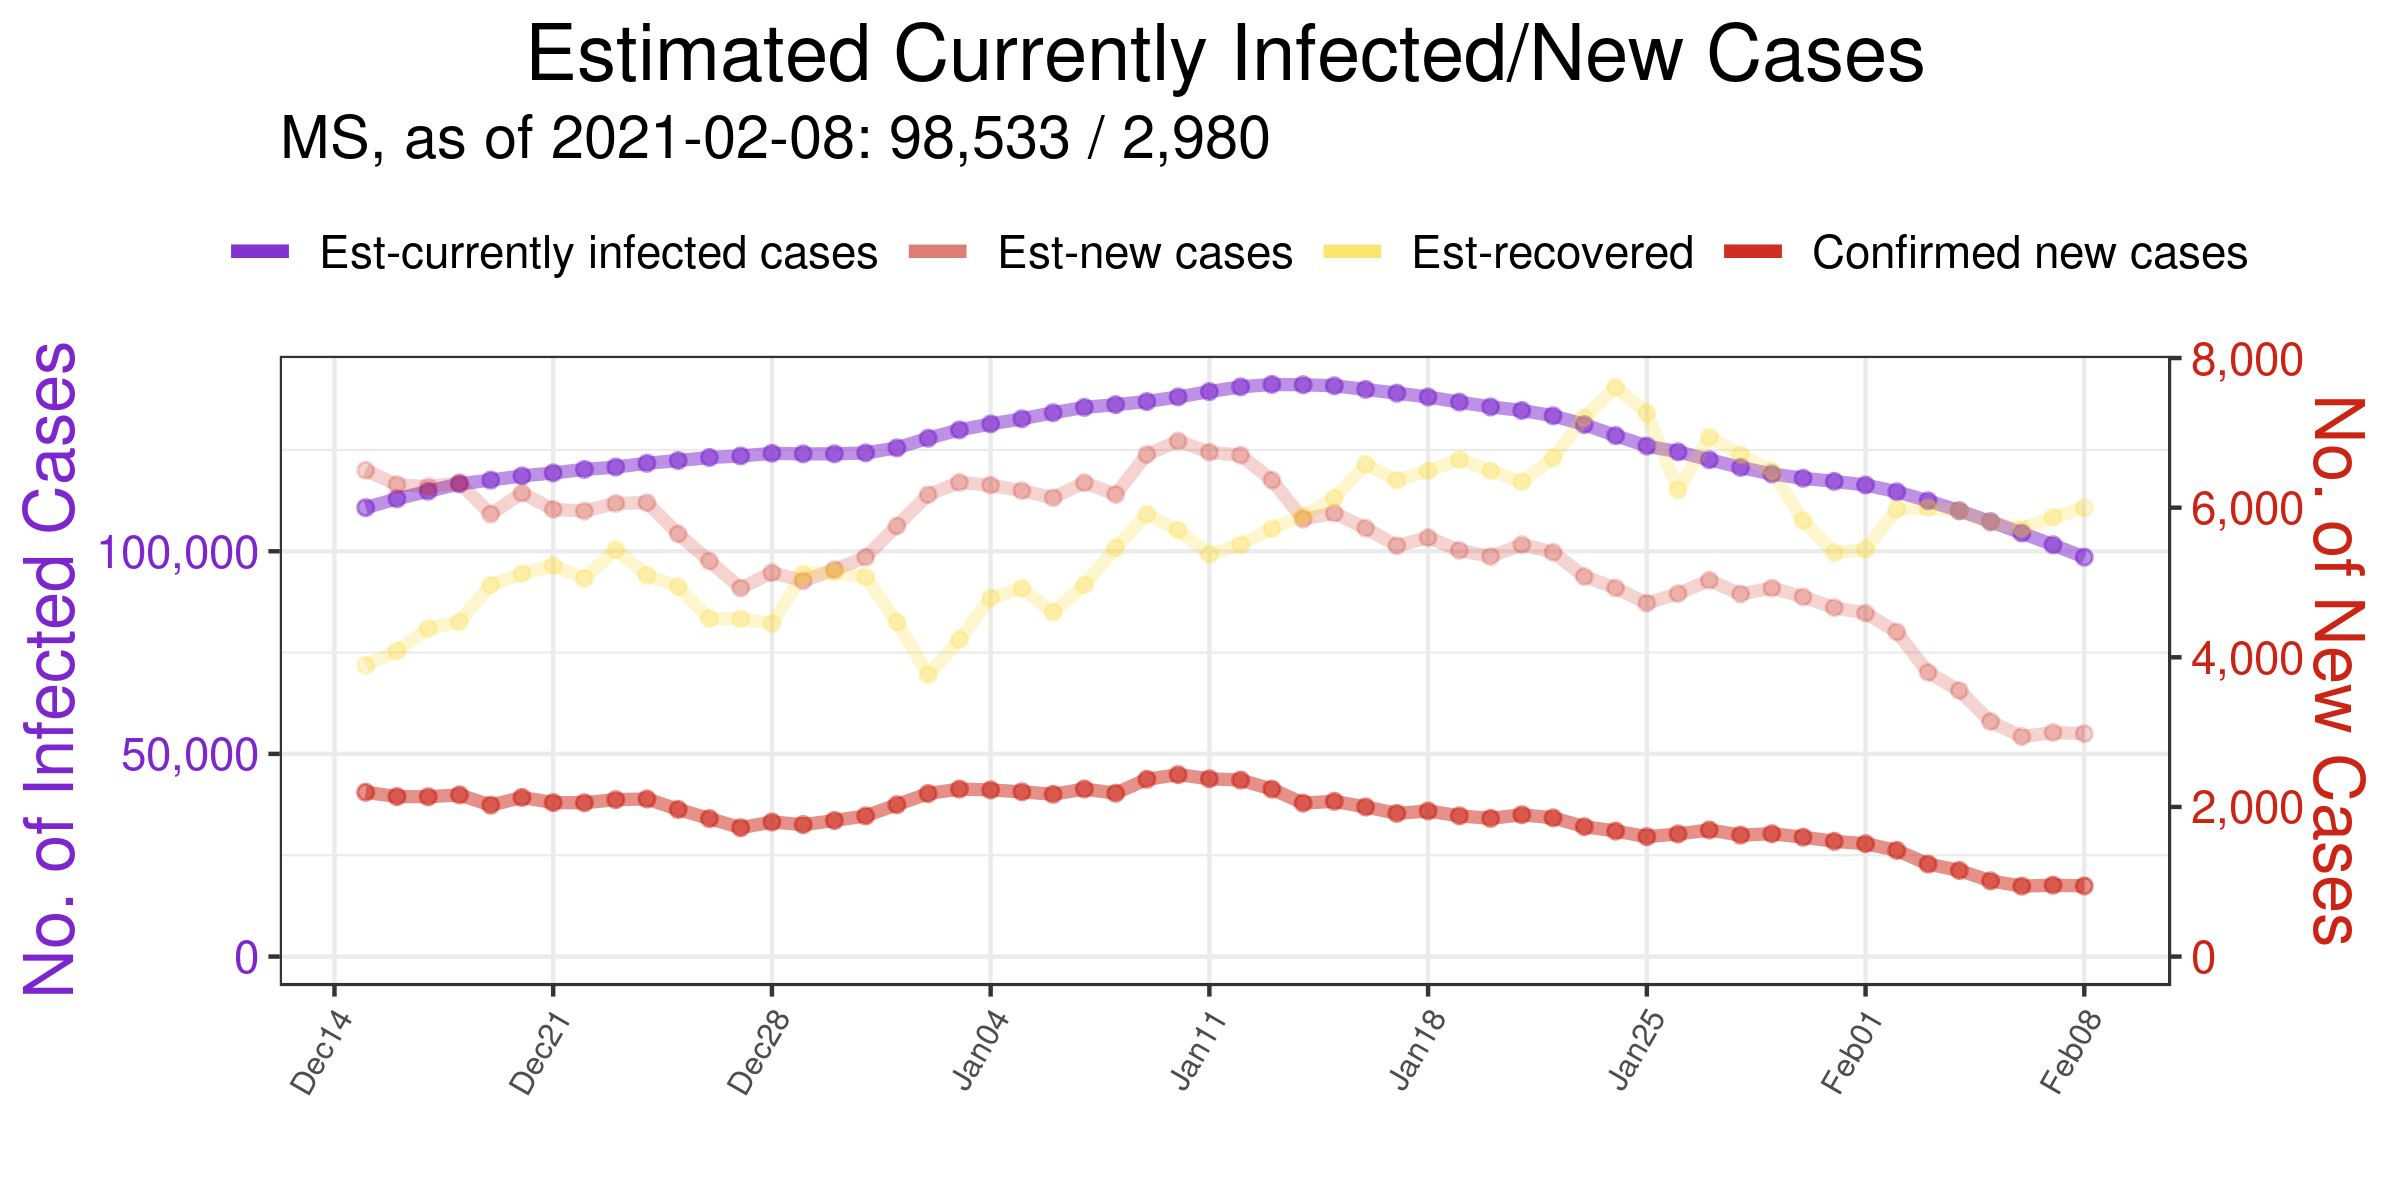 Estimated Currently Infected/New Cases
MS, as of 2021-02-08: 98,533 / 2,980
Est-currently infected cases
Est-new cases
Est-recovered
Confirmed new cases
No. of Infected Cases
100,000
50,000
0
8,000
6,000
4,000
2,000
0
No. of New Cases
Dec14
Dec21
Dec28
Jan04
Jan11
Jan18
Jan25
Feb01
Feb08